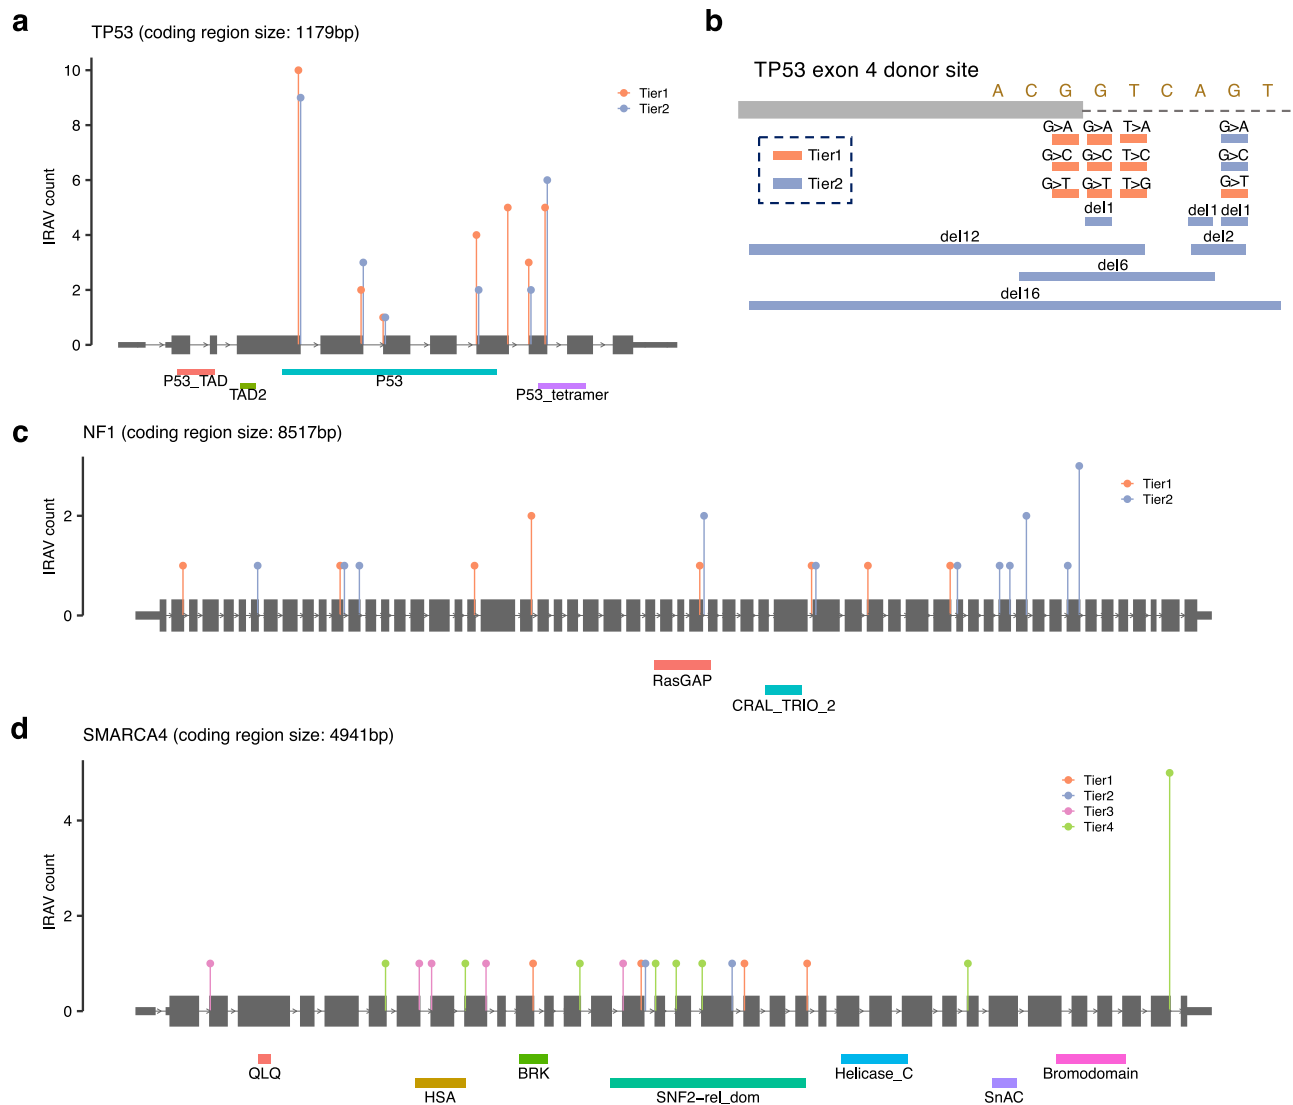 a
TP53 (coding region size: 1179bp)
10
8
6
4
2
0
IRAV count
Tier1
Tier2
P53_TAD
TAD2
P53
P53_tetramer
b
TP53 exon 4 donor site
A C G G T C A G T
Tier1
Tier2
G>A G>A T>A G>A
G>C G>C T>C G>C
G>T G>T T>G G>T
del1 del1 del1
del12 del2
del6
del16
c
NF1 (coding region size: 8517bp)
2
0
IRAV count
Tier1
Tier2
RasGAP
CRAL_TRIO_2
d
SMARCA4 (coding region size: 4941bp)
4
2
0
IRAV count
Tier1
Tier2
Tier3
Tier4
QLQ
HSA
BRK
SNF2−rel_dom
Helicase_C
SnAC
Bromodomain